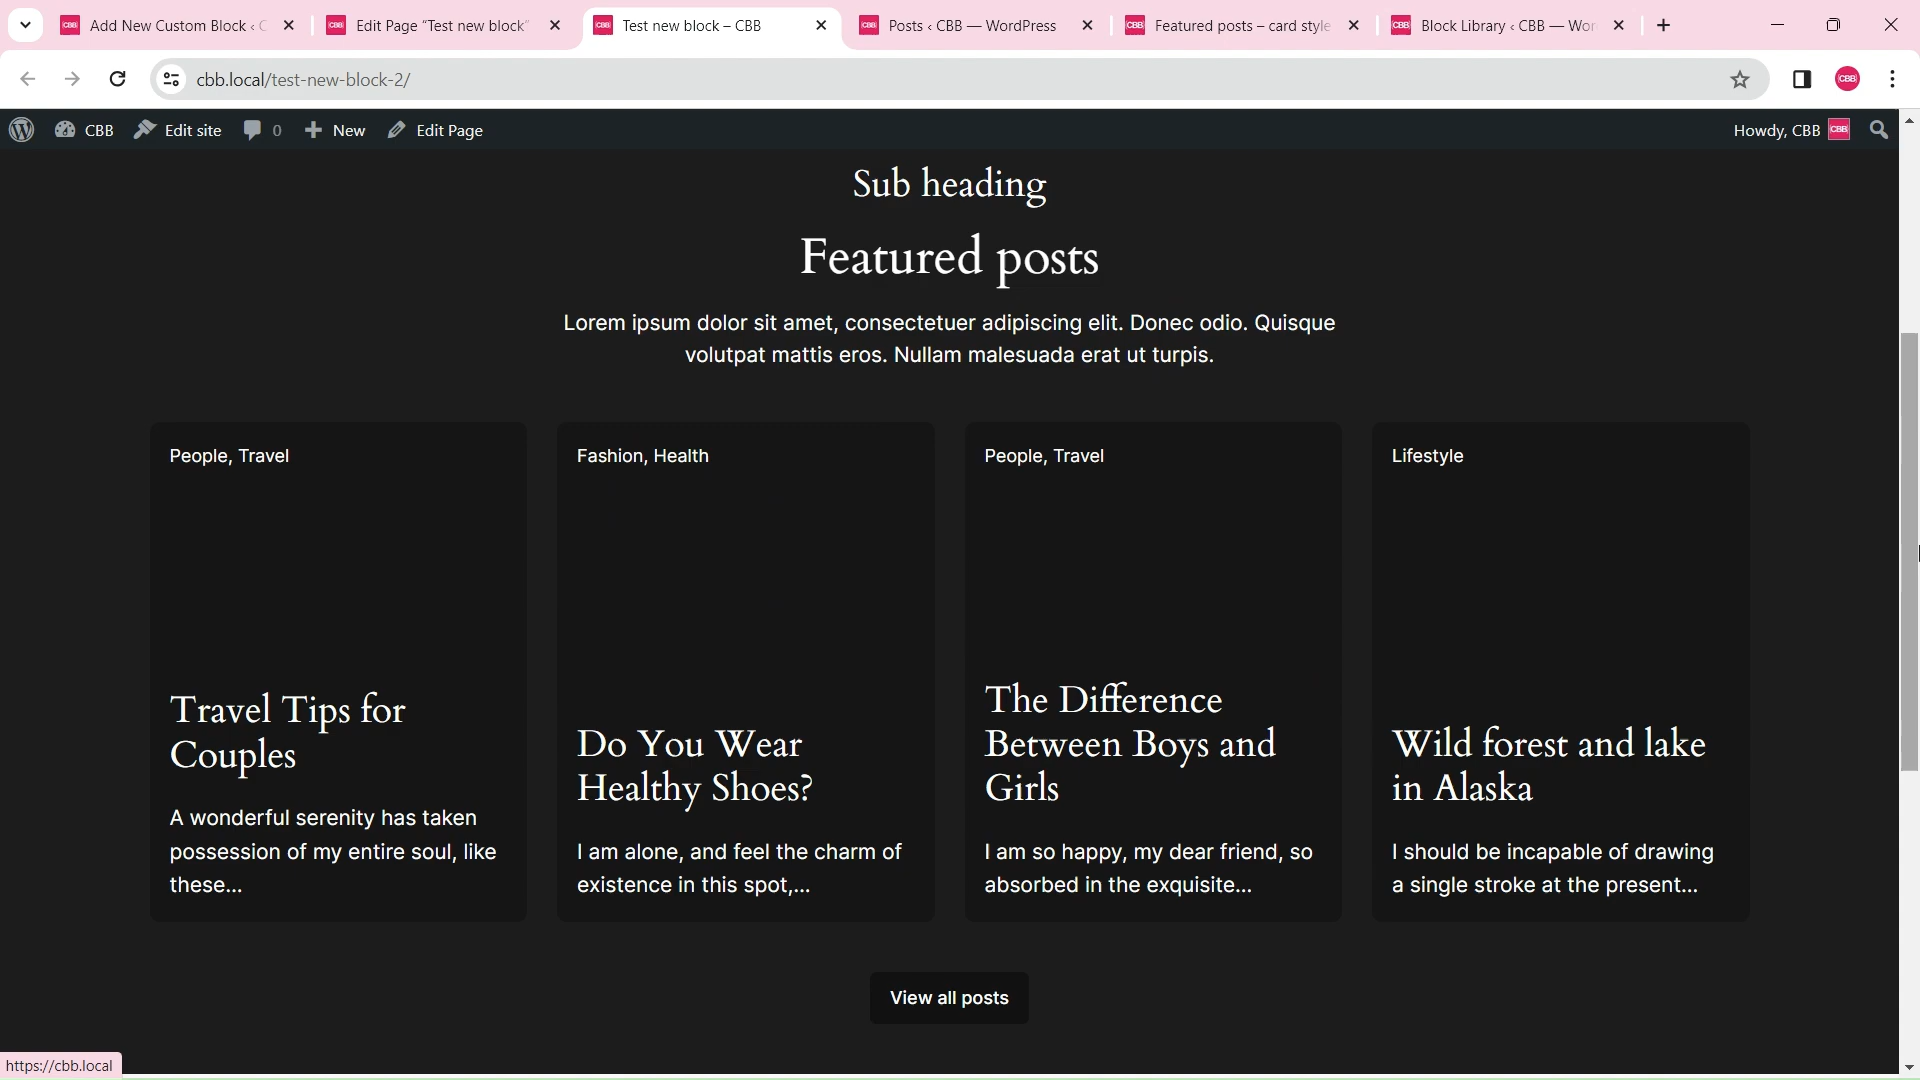 Add New Custom Block ‹ C
Edit Page “Test new block”
Test new block – CBB
Posts ‹ CBB — WordPress
Featured posts – card style
Block Library ‹ CBB — Wor
cbb.local/test-new-block-2/
CBB
CBB
Edit site
0
New
Edit Page
Howdy, CBB
CBB
Sub heading
Featured posts
Lorem ipsum dolor sit amet, consectetuer adipiscing elit. Donec odio. Quisque
volutpat mattis eros. Nullam malesuada erat ut turpis.
People, Travel
Travel Tips for
Couples
A wonderful serenity has taken
possession of my entire soul, like
these...
Fashion, Health
Do You Wear
Healthy Shoes?
I am alone, and feel the charm of
existence in this spot,...
People, Travel
The Difference
Between Boys and
Girls
I am so happy, my dear friend, so
absorbed in the exquisite...
Lifestyle
Wild forest and lake
in Alaska
I should be incapable of drawing
a single stroke at the present...
View all posts
https://cbb.local